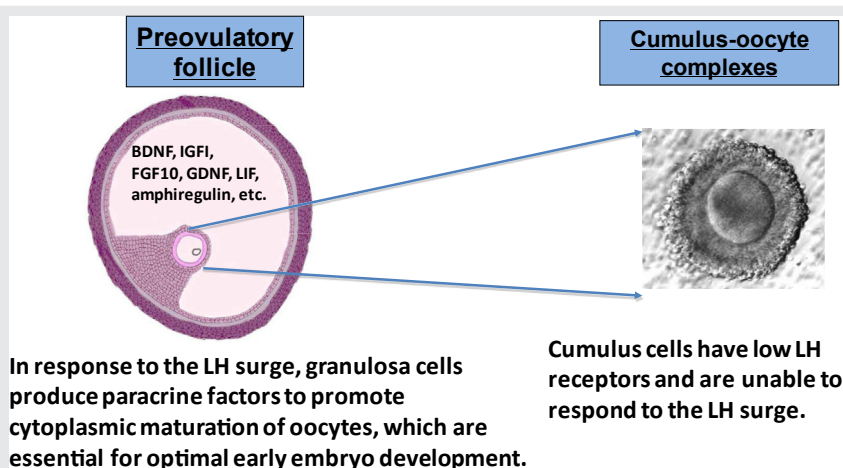 Preovulatory
follicle
Cumulus-oocyte
complexes
BDNF, IGFI,
FGF10, GDNF, LIF,
amphiregulin, etc.
In response to the LH surge, granulosa cells
produce paracrine factors to promote
cytoplasmic maturation of oocytes, which are
essential for optimal early embryo development.
Cumulus cells have low LH
receptors and are unable to
respond to the LH surge.